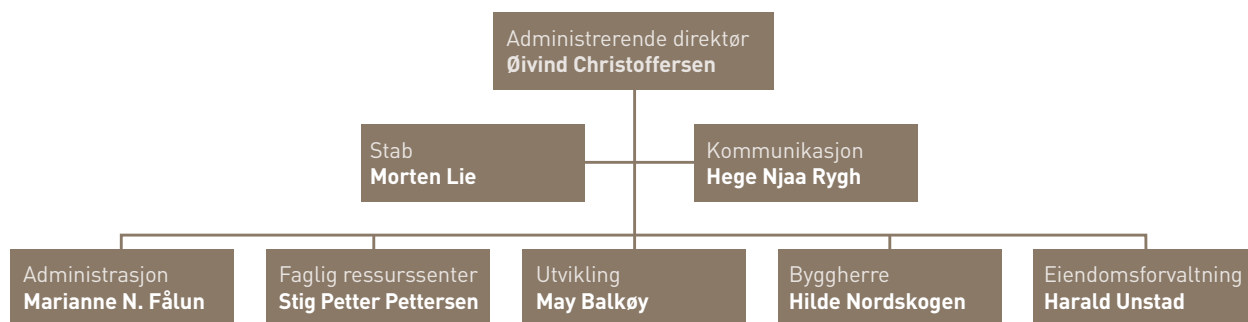 Administrerende direktør
Øivind Christoffersen
Stab
Morten Lie
Kommunikasjon
Hege Njaa Rygh
Administrasjon
Marianne N. Fålun
Faglig ressurssenter
Stig Petter Pettersen
Utvikling
May Balkøy
Byggherre
Hilde Nordskogen
Eiendomsforvaltning
Harald Unstad